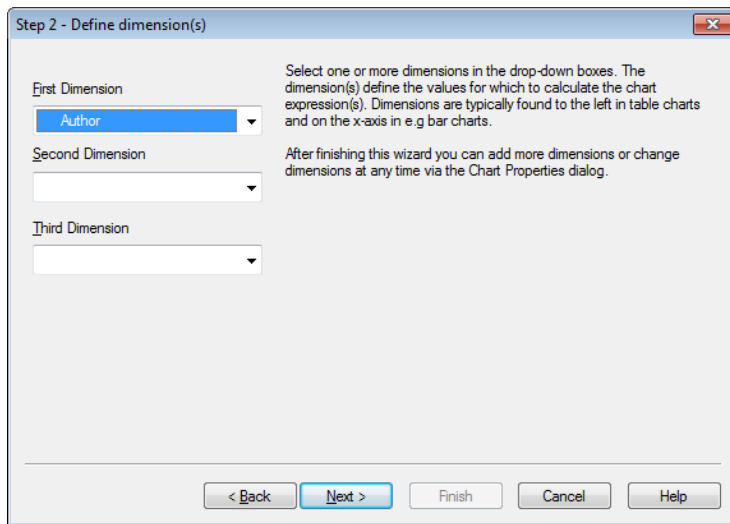 Step 2 - Define dimension(s)
First Dimension
Author
Second Dimension
Third Dimension
Select one or more dimensions in the drop-down boxes. The
dimension(s) define the values for which to calculate the chart
expression(s). Dimensions are typically found to the left in table charts
and on the x-axis in e.g bar charts.
After finishing this wizard you can add more dimensions or change
dimensions at any time via the Chart Properties dialog.
< Back
Next >
Finish
Cancel
Help